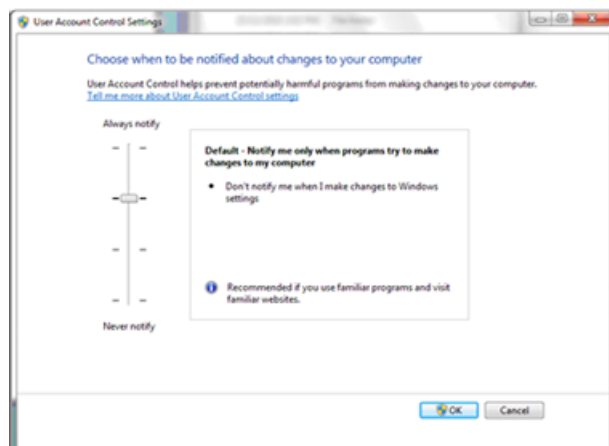 User Account Control Settings
Choose when to be notified about changes to your computer
User Account Control helps prevent potentially harmful programs from making changes to your computer.
Tell me more about User Account Control settings
Always notify
Default - Notify me only when programs try to make
changes to my computer
• Don't notify me when I make changes to Windows
settings
Recommended if you use familiar programs and visit
familiar websites.
Never notify
OK
Cancel